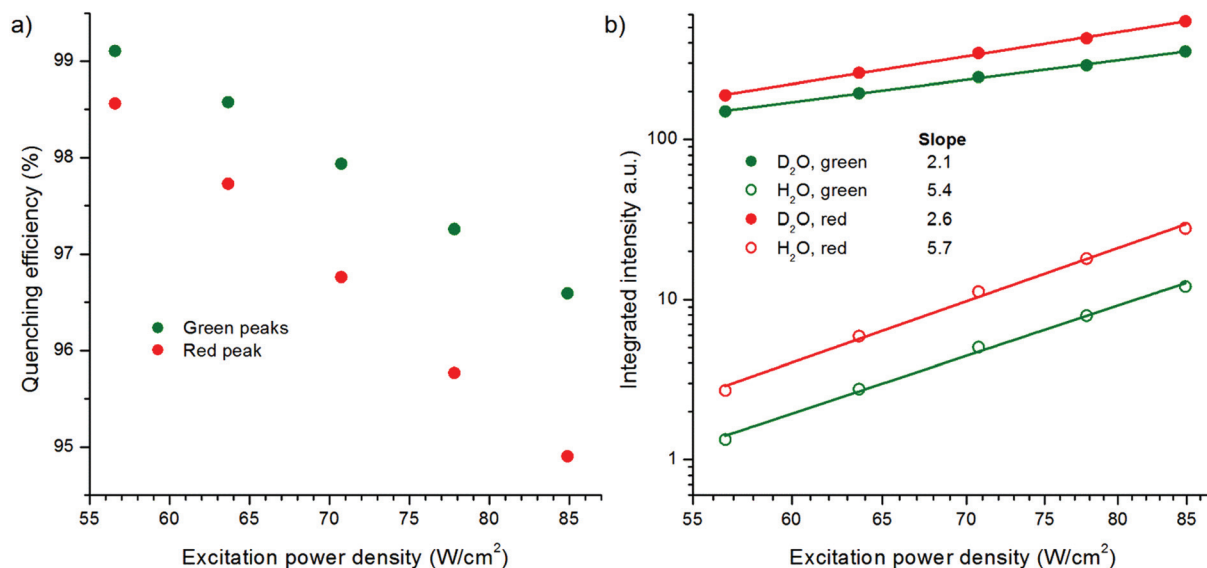 a)
99
98
97
96
95
Quenching efficiency (%)
Green peaks
Red peak
55 60 65 70 75 80 85
Excitation power density (W/cm²)
b)
100
10
1
Integrated intensity a.u.)
Slope
D₂O, green 2.1
H₂O, green 5.4
D₂O, red 2.6
H₂O, red 5.7
55 60 65 70 75 80 85
Excitation power density (W/cm²)